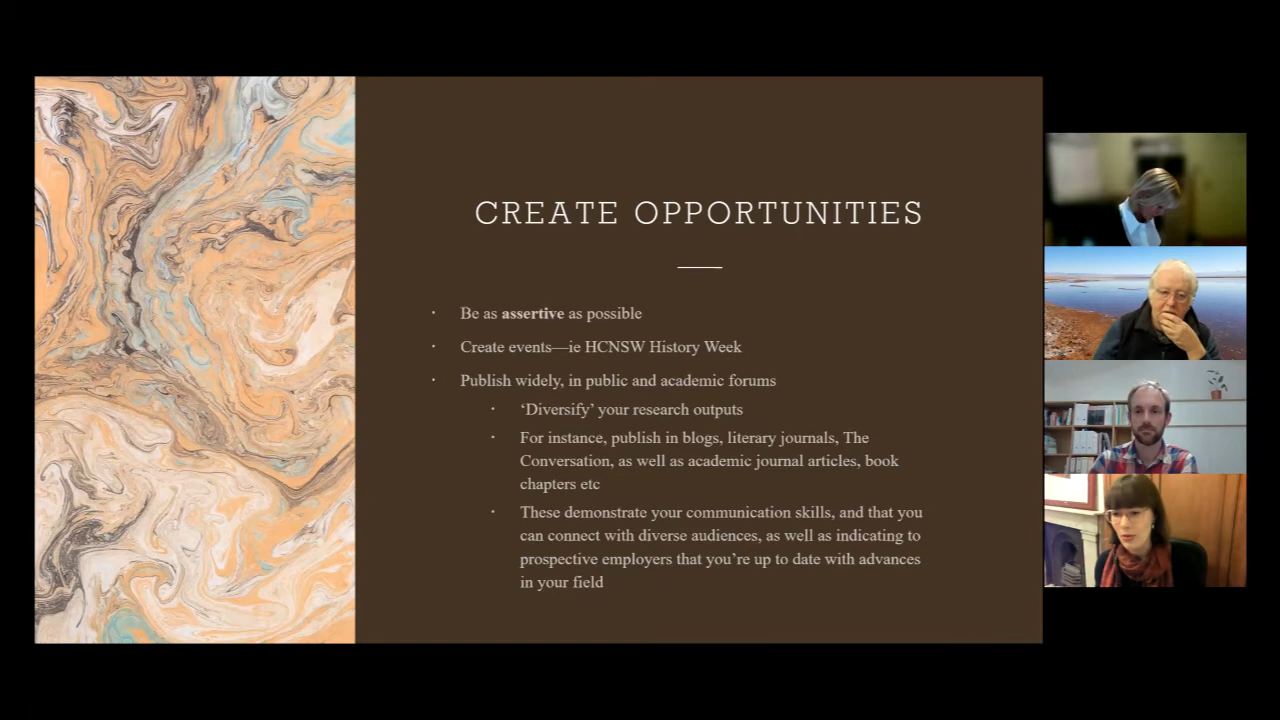 CREATE OPPORTUNITIES
Be as assertive as possible
Create events—ie HCNSW History Week
Publish widely, in public and academic forums
‘Diversify’ your research outputs
For instance, publish in blogs, literary journals, The
Conversation, as well as academic journal articles, book
chapters etc
These demonstrate your communication skills, and that you
can connect with diverse audiences, as well as indicating to
prospective employers that you’re up to date with advances
in your field